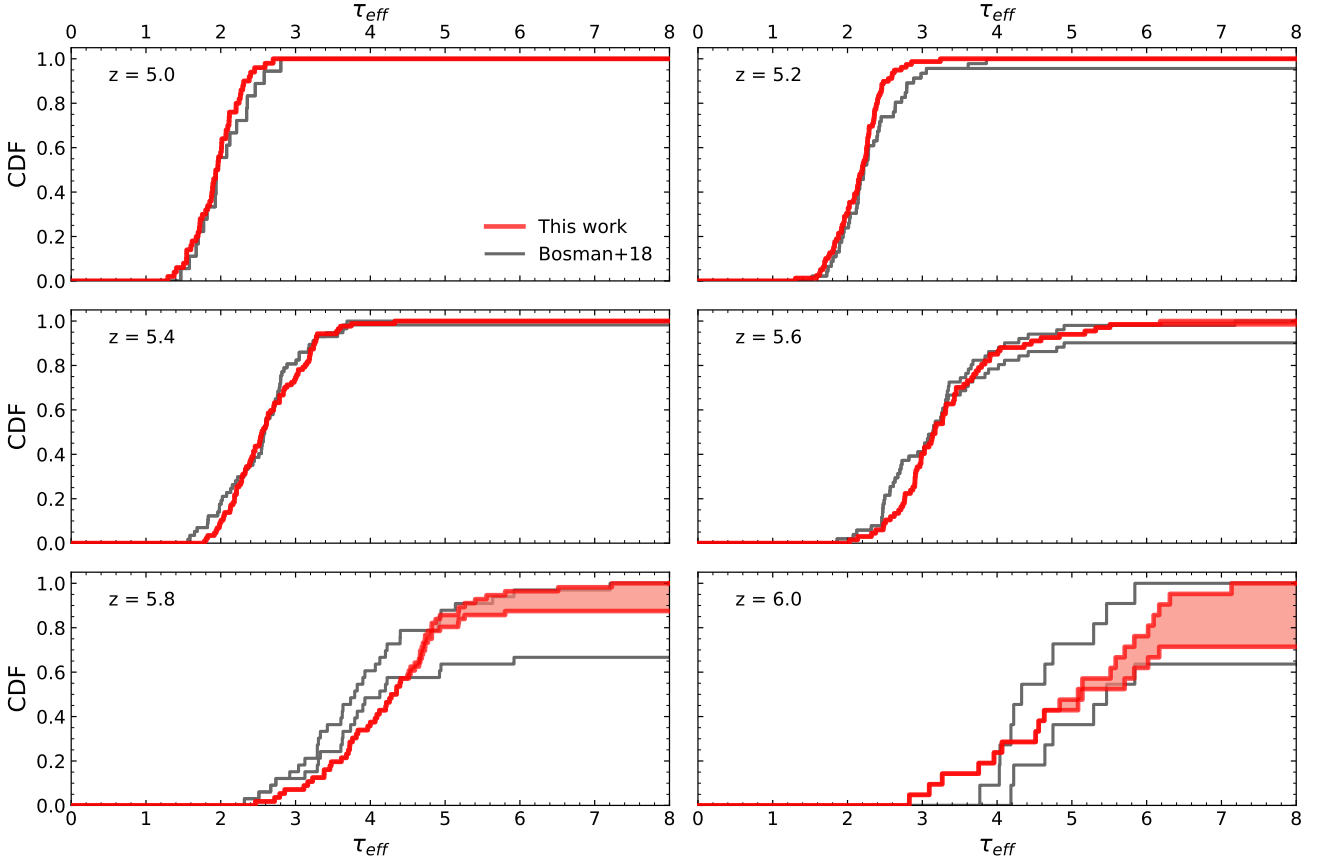 τeff τeff
0 1 2 3 4 5 6 7 8 0 1 2 3 4 5 6 7 8
1.0 z = 5.0 z = 5.2
0.8
0.6
CDF
0.4
0.2 This work
Bosman+18
0.0
1.0 z = 5.4 z = 5.6
0.8
0.6
CDF
0.4
0.2
0.0
1.0 z = 5.8 z = 6.0
0.8
0.6
CDF
0.4
0.2
0.0
0 1 2 3 4 5 6 7 8 0 1 2 3 4 5 6 7 8
τeff τeff